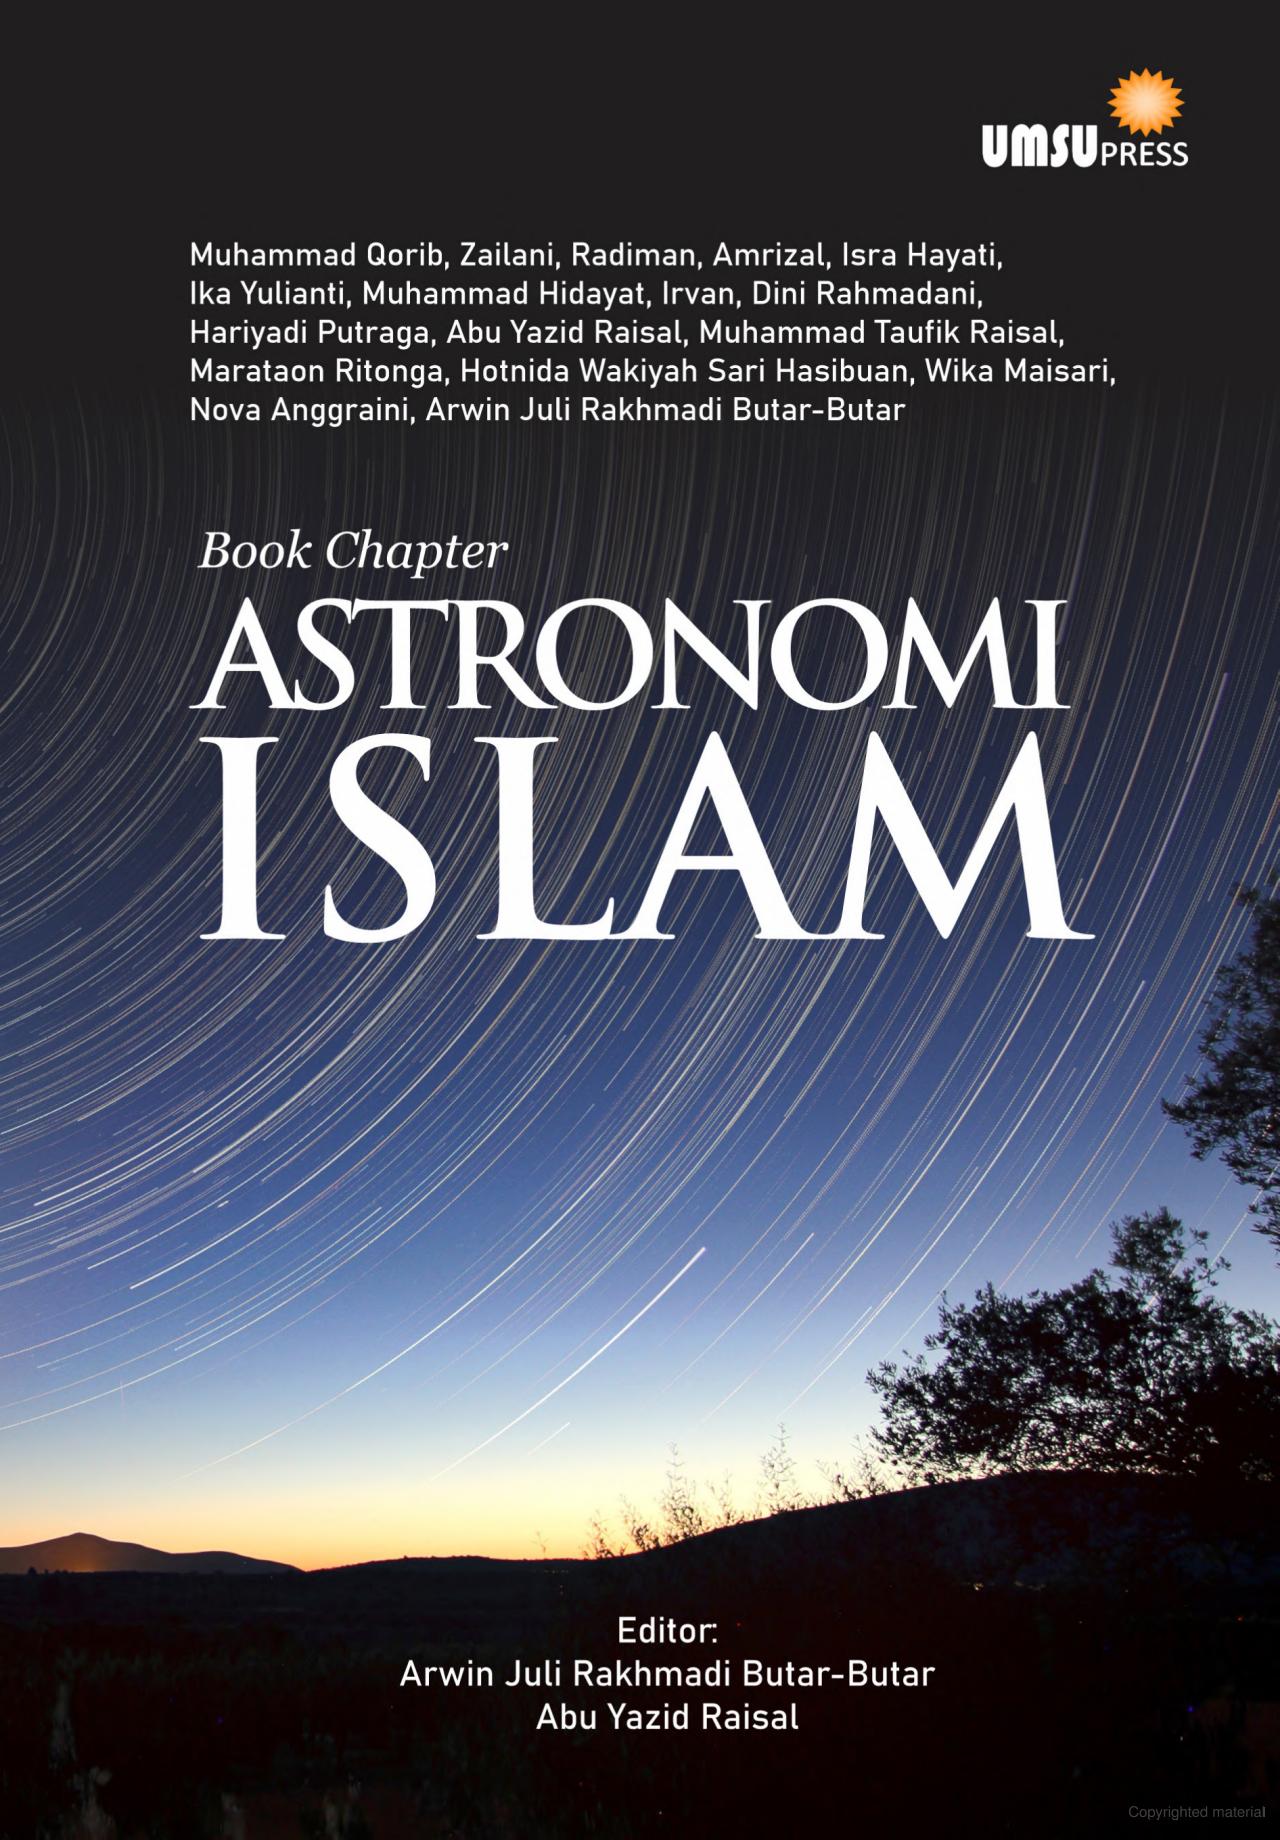 UMSU PRESS
Muhammad Qorib, Zailani, Radiman, Amrizal, Isra Hayati,
Ika Yulianti, Muhammad Hidayat, Irvan, Dini Rahmadani,
Hariyadi Putraga, Abu Yazid Raisal, Muhammad Taufik Raisal,
Marataon Ritonga, Hotnida Wakiyah Sari Hasibuan, Wika Maisari,
Nova Anggraini, Arwin Juli Rakhmadi Butar-Butar
Book Chapter
ASTRONOMI
ISLAM
Editor:
Arwin Juli Rakhmadi Butar-Butar
Abu Yazid Raisal
Copyrighted material